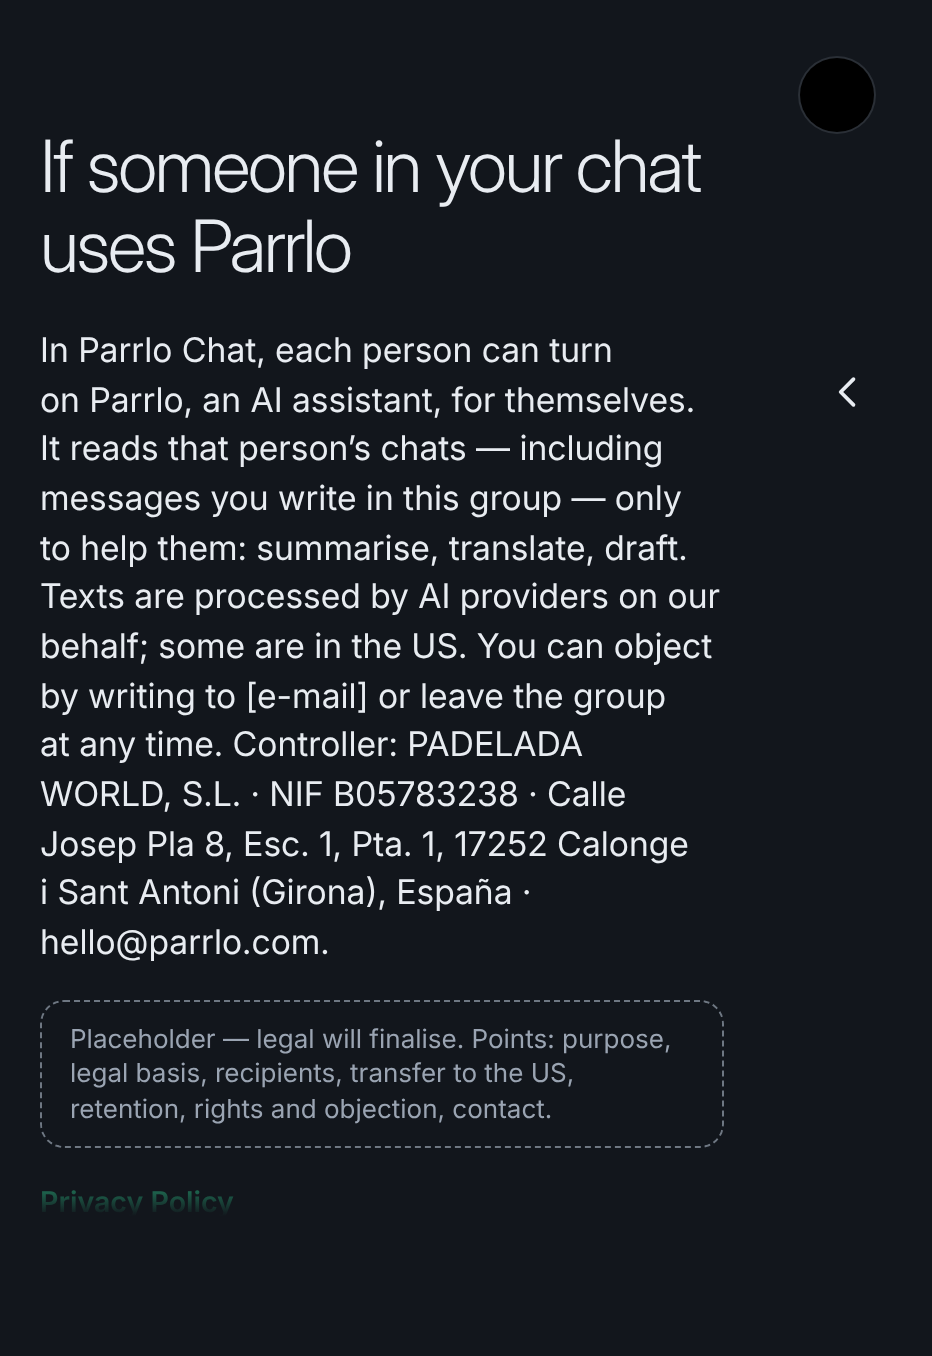 If someone in your chat
uses Parrlo
In Parrlo Chat, each person can turn
on Parrlo, an AI assistant, for themselves.
It reads that person’s chats — including
messages you write in this group — only
to help them: summarise, translate, draft.
Texts are processed by AI providers on our
behalf; some are in the US. You can object
by writing to [e-mail] or leave the group
at any time. Controller: PADELADA
WORLD, S.L. · NIF B05783238 · Calle
Josep Pla 8, Esc. 1, Pta. 1, 17252 Calonge
i Sant Antoni (Girona), España ·
hello@parrlo.com.
Placeholder — legal will finalise. Points: purpose,
legal basis, recipients, transfer to the US,
retention, rights and objection, contact.
Privacy Policy